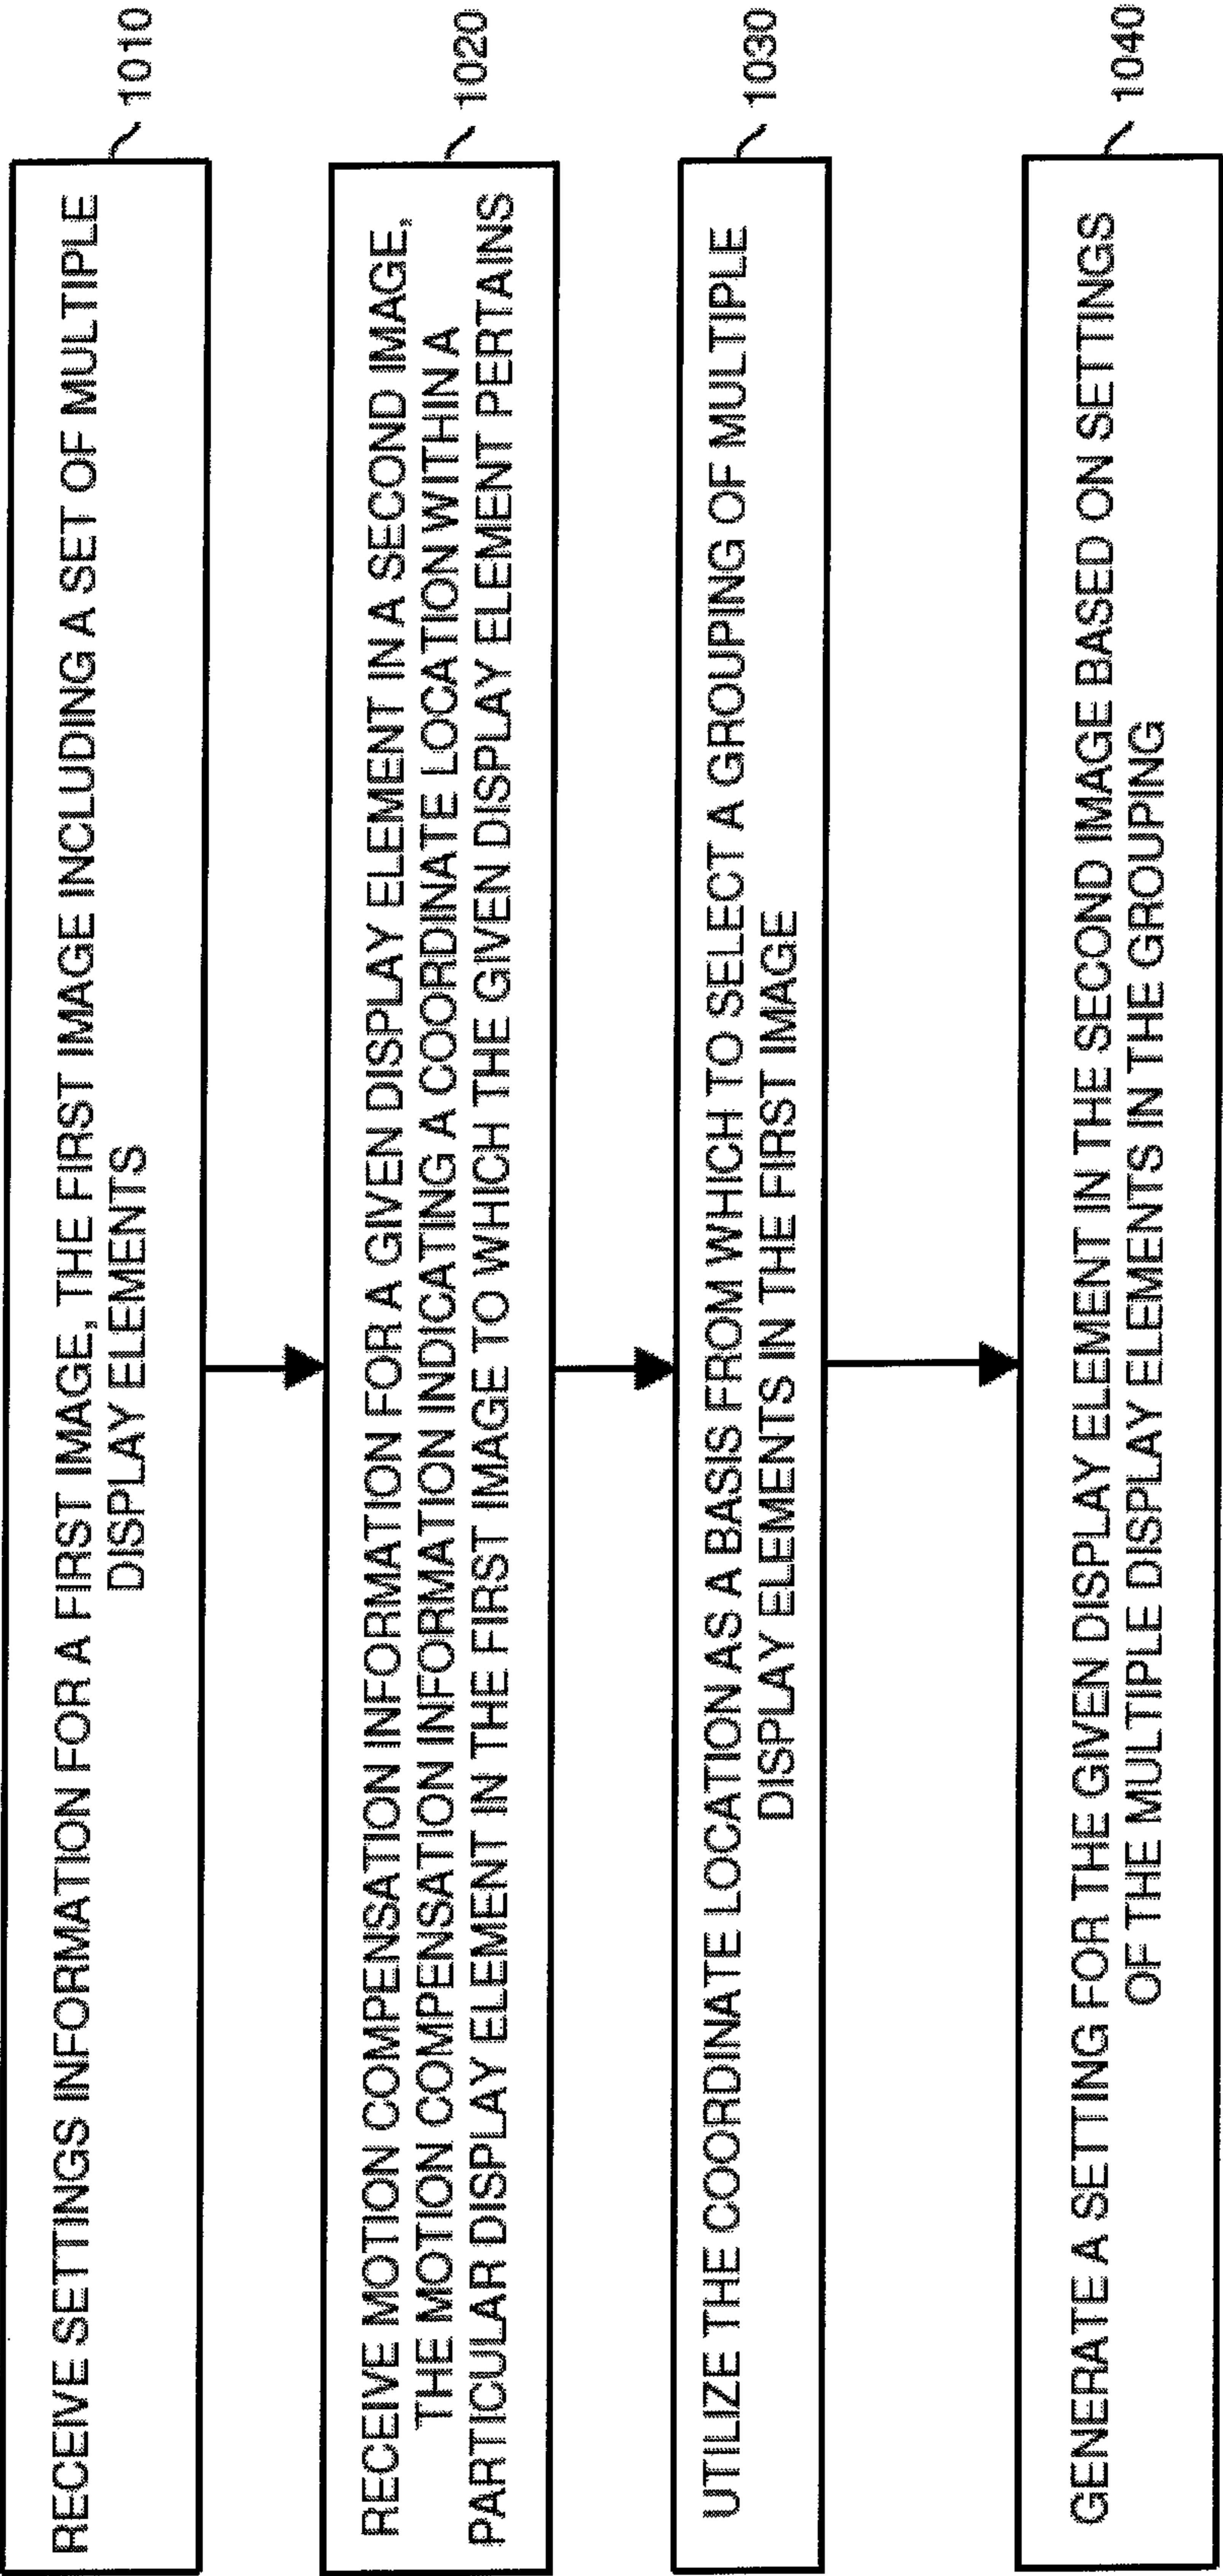 RECEIVE SETTINGS INFORMATION FOR A FIRST IMAGE, THE FIRST IMAGE INCLUDING A SET OF MULTIPLE
DISPLAY ELEMENTS
1010
RECEIVE MOTION COMPENSATION INFORMATION FOR A GIVEN DISPLAY ELEMENT IN A SECOND IMAGE,
THE MOTION COMPENSATION INFORMATION INDICATING A COORDINATE LOCATION WITHIN A
PARTICULAR DISPLAY ELEMENT IN THE FIRST IMAGE TO WHICH THE GIVEN DISPLAY ELEMENT PERTAINS
1020
UTILIZE THE COORDINATE LOCATION AS A BASIS FROM WHICH TO SELECT A GROUPING OF MULTIPLE
DISPLAY ELEMENTS IN THE FIRST IMAGE
1030
GENERATE A SETTING FOR THE GIVEN DISPLAY ELEMENT IN THE SECOND IMAGE BASED ON SETTINGS
OF THE MULTIPLE DISPLAY ELEMENTS IN THE GROUPING
1040